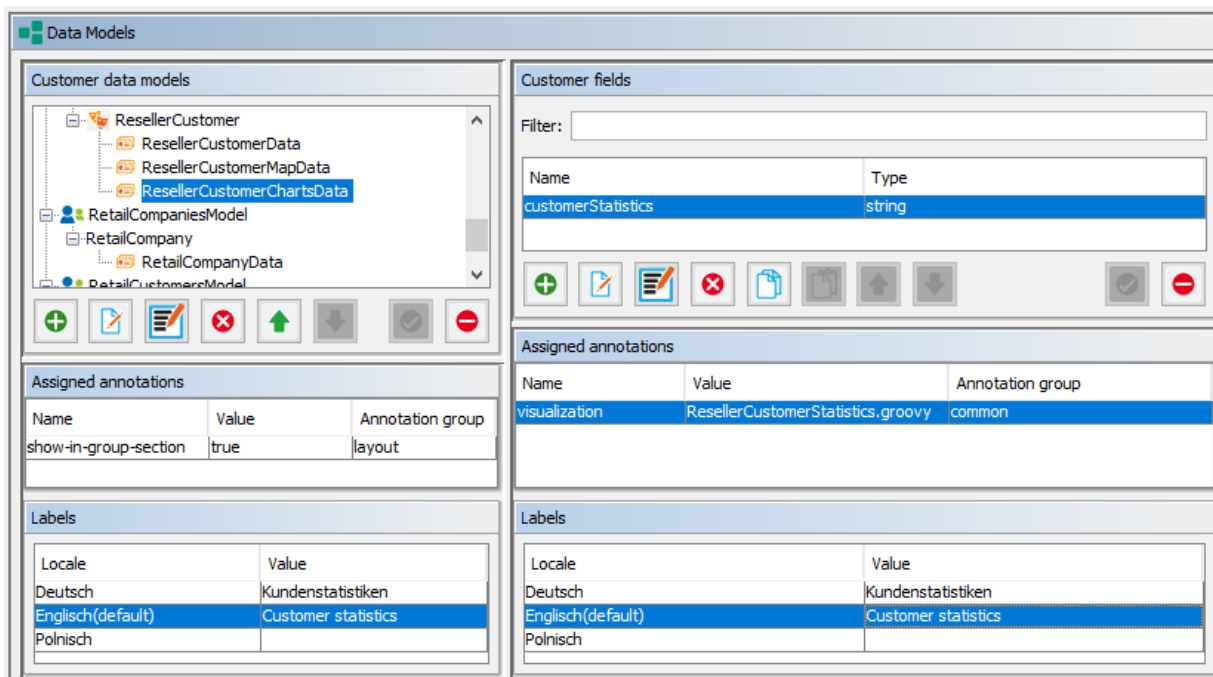 Data Models
Customer data models
ResellerCustomer
ResellerCustomerData
ResellerCustomerMapData
ResellerCustomerChartsData
RetailCompaniesModel
RetailCompany
RetailCompanyData
RetailCustomersModel
Assigned annotations
Name Value Annotation group
show-in-group-section true layout
Labels
Locale Value
Deutsch Kundenstatistiken
Englisch(default) Customer statistics
Polnisch
Customer fields
Filter:
Name Type
customerStatistics string
Assigned annotations
Name Value Annotation group
visualization ResellerCustomerStatistics.groovy common
Labels
Locale Value
Deutsch Kundenstatistiken
Englisch(default) Customer statistics
Polnisch